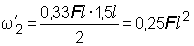 ω′₂ = 0,33Fl · 1,5l / 2 = 0,25Fl²